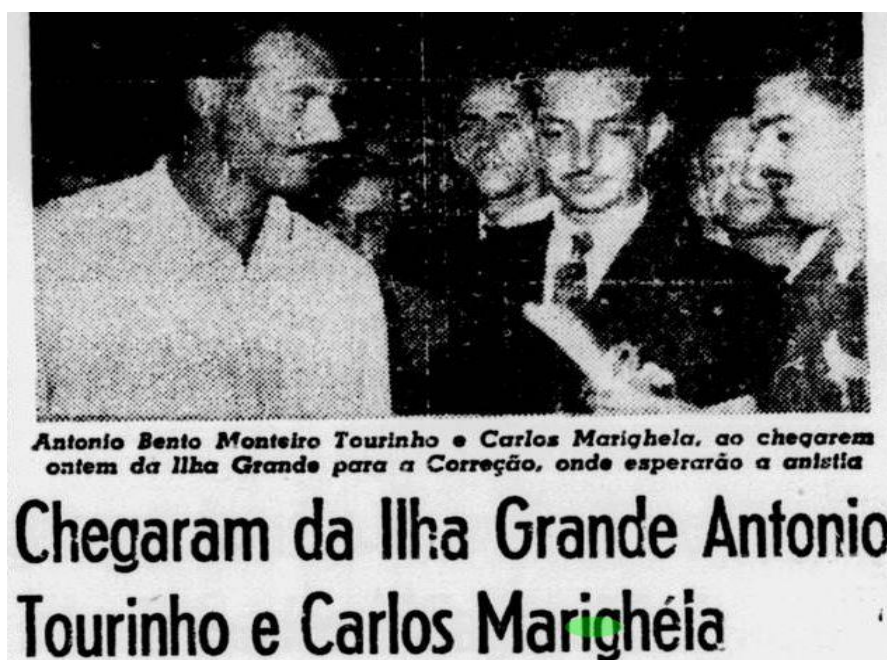 Antonio Bento Monteiro Tourinho e Carlos Marighela, ao chegarem
ontem da Ilha Grande para a Correção, onde esperarão a anistia
Chegaram da Ilha Grande Antonio
Tourinho e Carlos Marighéla